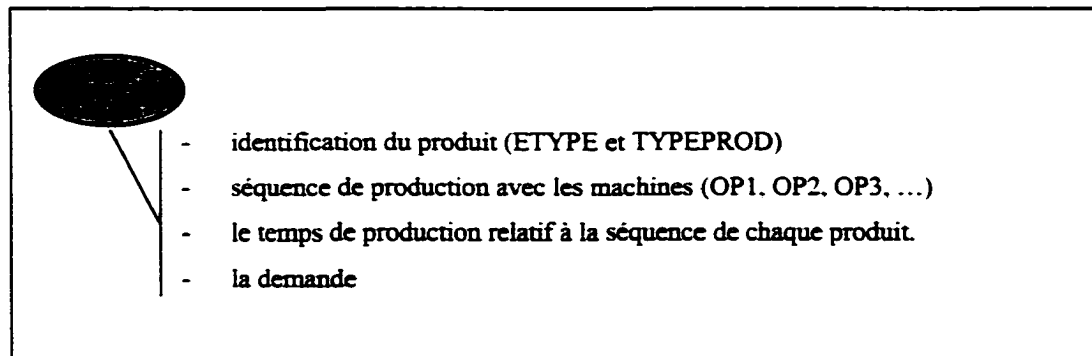 - identification du produit (ETYPE et TYPEPROD)
- séquence de production avec les machines (OP1, OP2, OP3, …)
- le temps de production relatif à la séquence de chaque produit.
- la demande